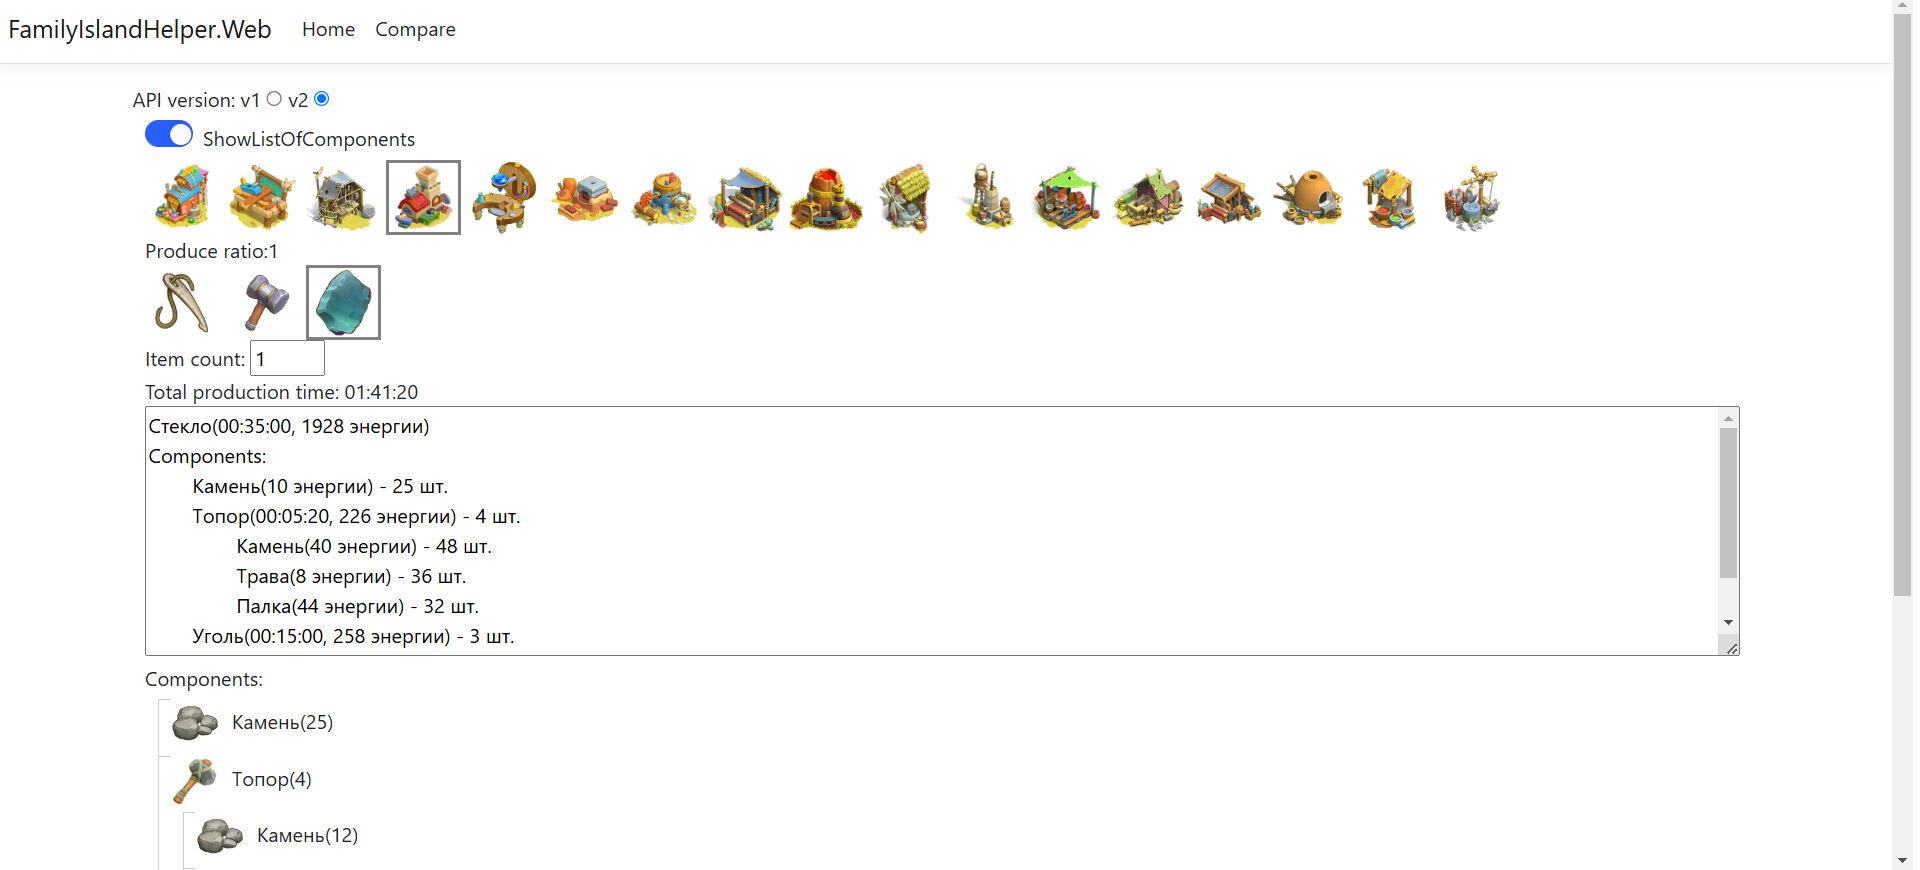 FamilyIslandHelper.Web Home Compare
API version: v1 v2
ShowListOfComponents
Produce ratio:1
Item count: 1
Total production time: 01:41:20
Стекло(00:35:00, 1928 энергии)
Components:
Камень(10 энергии) - 25 шт.
Топор(00:05:20, 226 энергии) - 4 шт.
Камень(40 энергии) - 48 шт.
Трава(8 энергии) - 36 шт.
Палка(44 энергии) - 32 шт.
Уголь(00:15:00, 258 энергии) - 3 шт.
Components:
Камень(25)
Топор(4)
Камень(12)